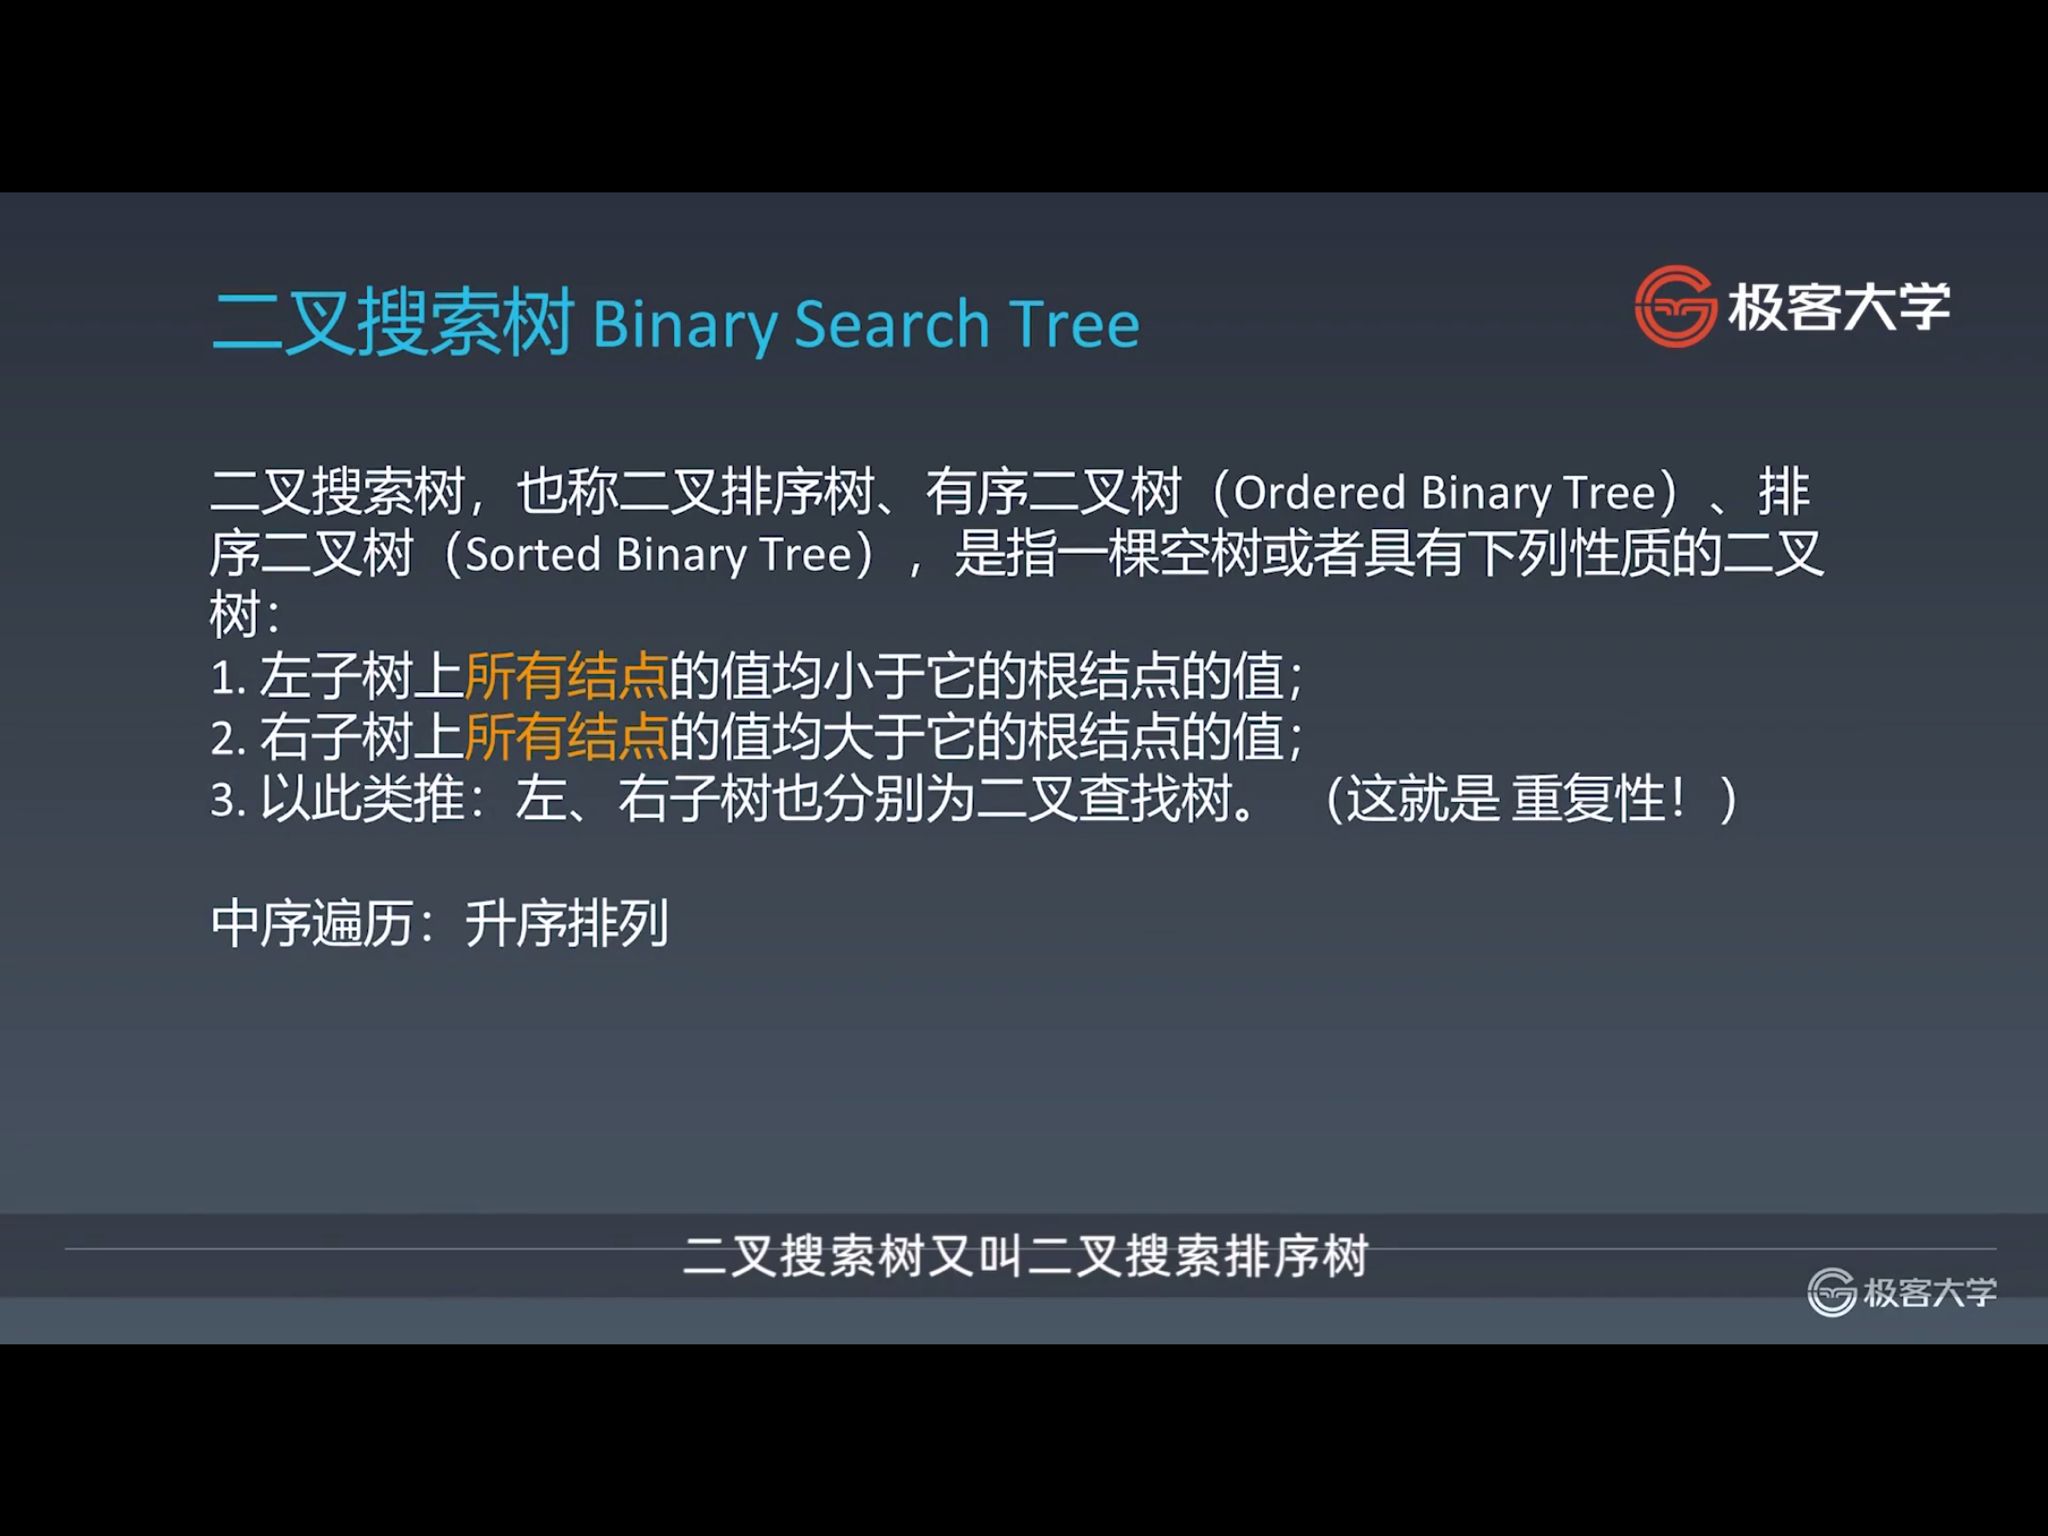 二叉搜索树 Binary Search Tree
极客大学
二叉搜索树，也称二叉排序树、有序二叉树（Ordered Binary Tree）、排
序二叉树（Sorted Binary Tree），是指一棵空树或者具有下列性质的二叉
树：
1. 左子树上所有结点的值均小于它的根结点的值；
2. 右子树上所有结点的值均大于它的根结点的值；
3. 以此类推：左、右子树也分别为二叉查找树。 （这就是 重复性！）
中序遍历：升序排列
二叉搜索树又叫二叉搜索排序树
极客大学